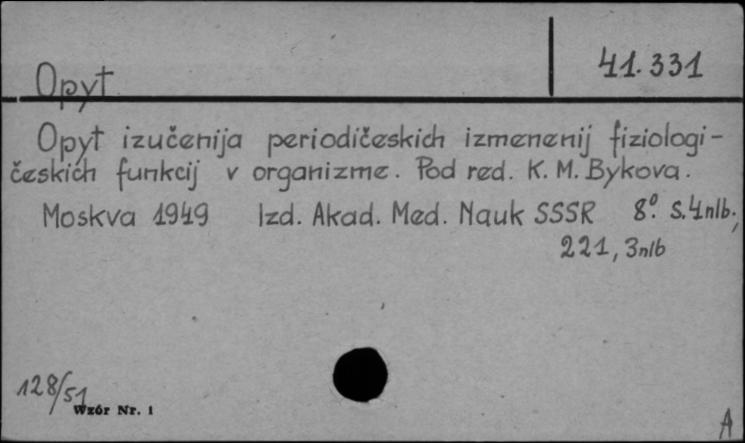 41.331
Opyt
Opyt izučenija periodičeskich izmenenij fiziologi-
českich funkcij v organizme. Pod red. K. M. Bykova.
Moskva 1949 Izd. Akad. Med. Nauk SSSR 8º. S. 4nlb.,
221, 3nlb
128/51
Wzór Nr. 1
A